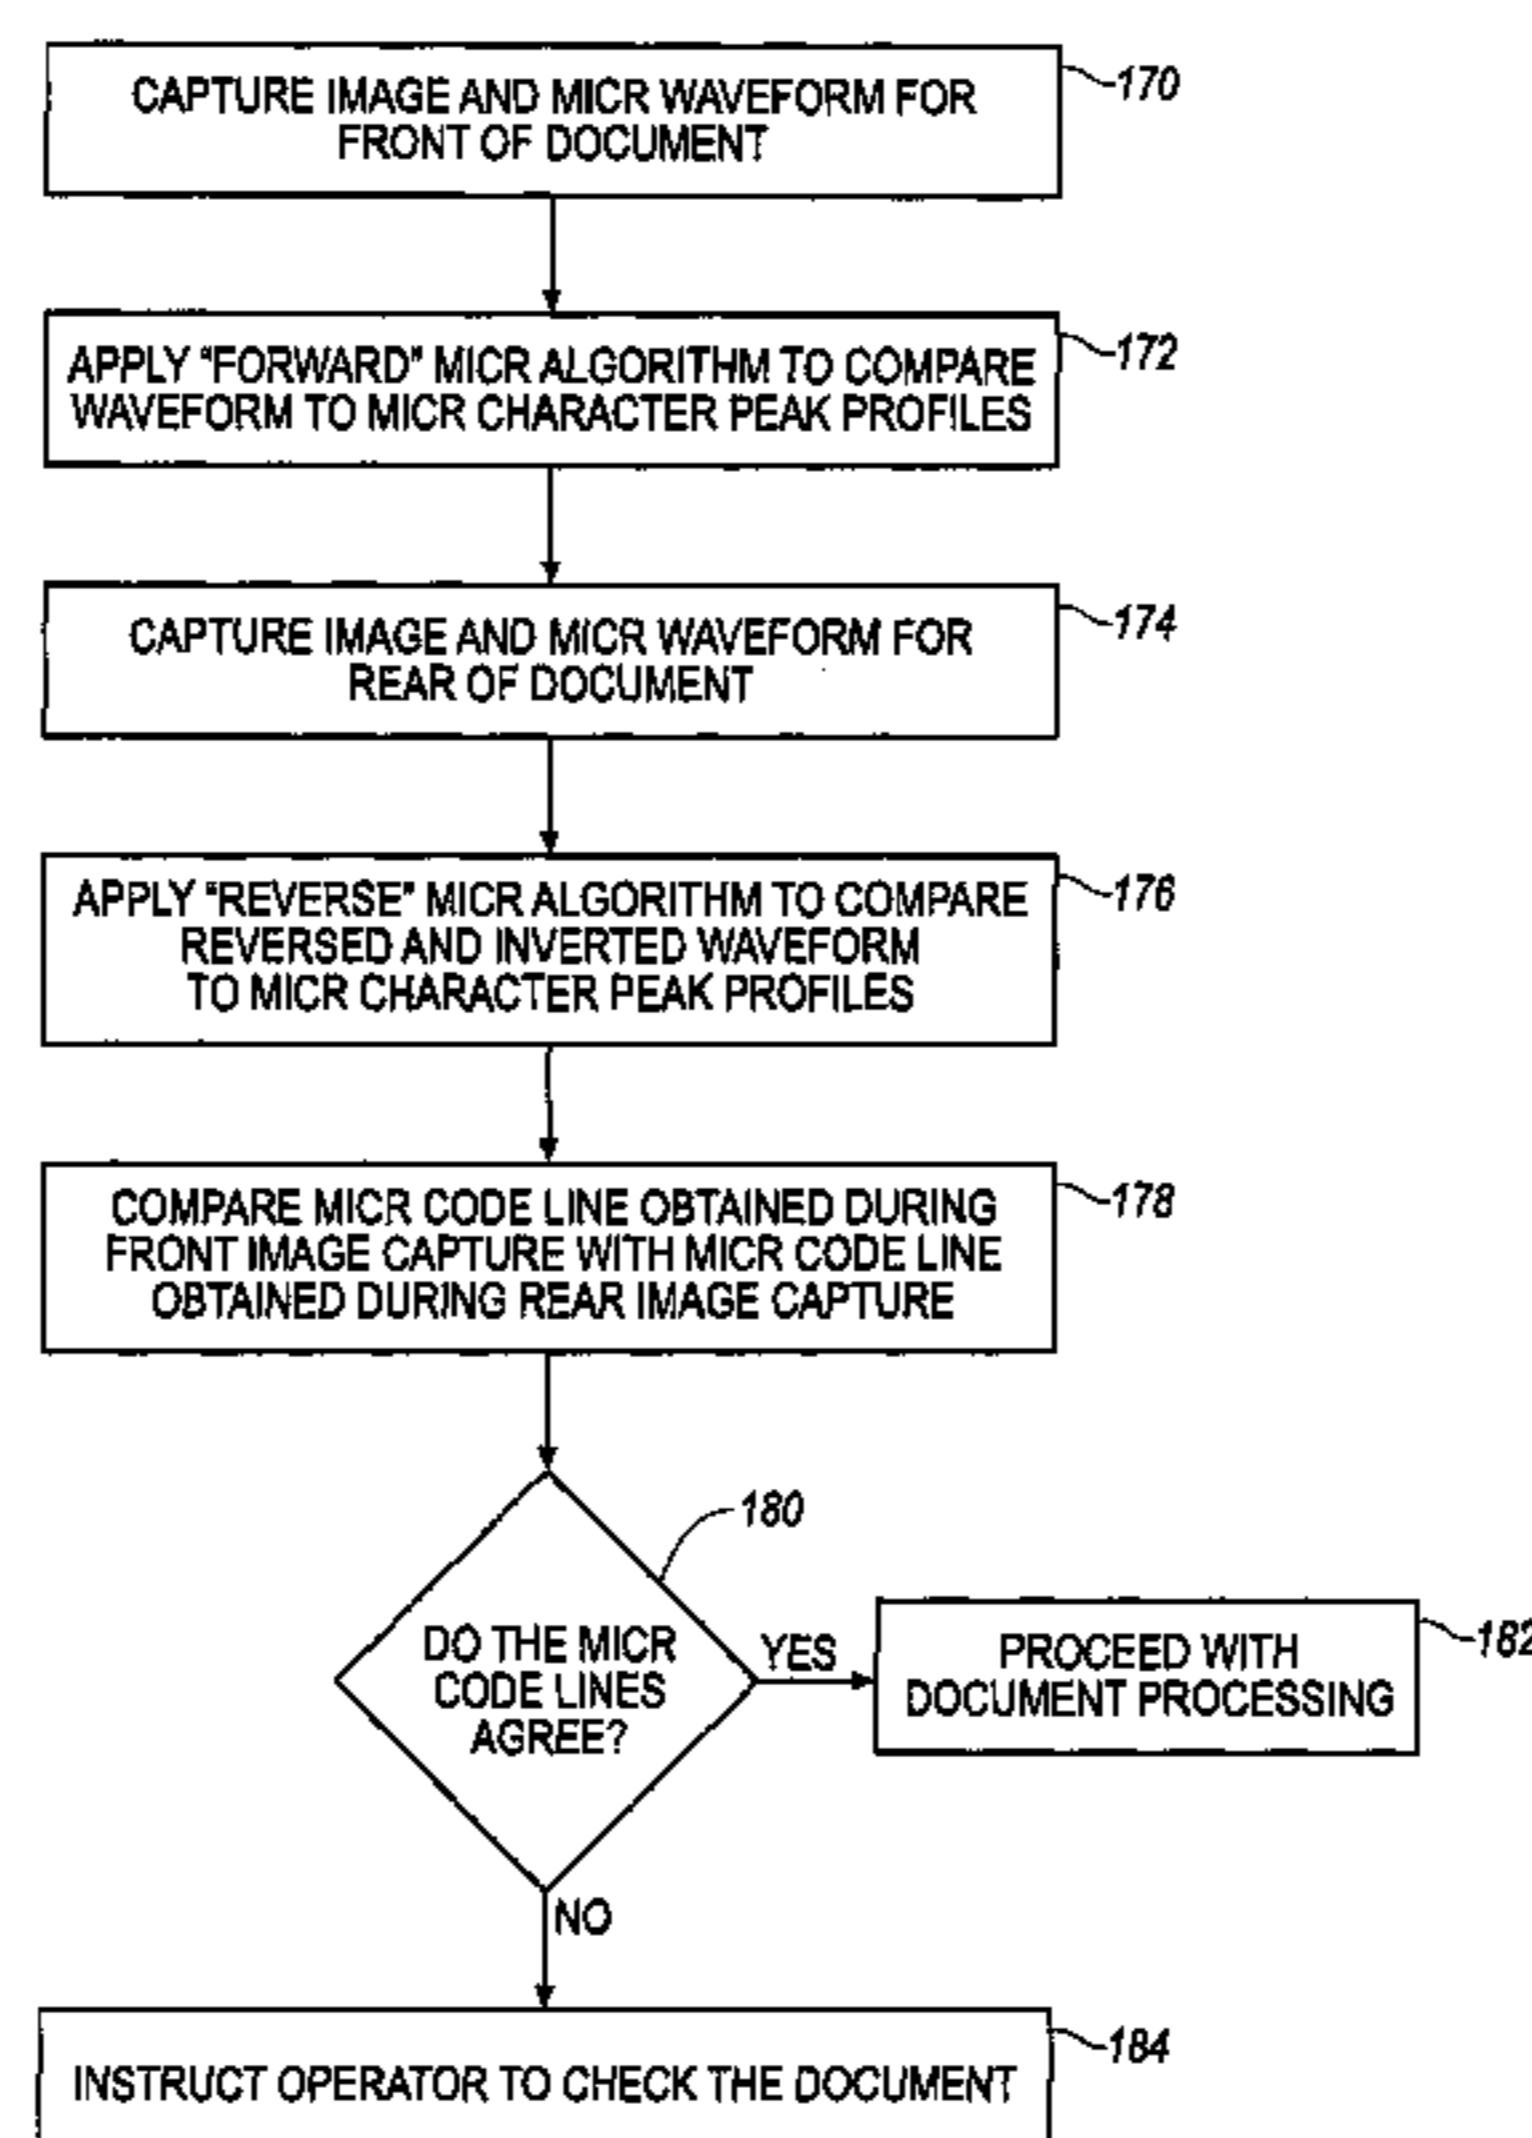 CAPTURE IMAGE AND MICR WAVEFORM FOR
FRONT OF DOCUMENT
170
APPLY "FORWARD" MICR ALGORITHM TO COMPARE
WAVEFORM TO MICR CHARACTER PEAK PROFILES
172
CAPTURE IMAGE AND MICR WAVEFORM FOR
REAR OF DOCUMENT
174
APPLY "REVERSE" MICR ALGORITHM TO COMPARE
REVERSED AND INVERTED WAVEFORM
TO MICR CHARACTER PEAK PROFILES
176
COMPARE MICR CODE LINE OBTAINED DURING
FRONT IMAGE CAPTURE WITH MICR CODE LINE
OBTAINED DURING REAR IMAGE CAPTURE
178
180
DO THE MICR
CODE LINES
AGREE?
YES
PROCEED WITH
DOCUMENT PROCESSING
182
NO
INSTRUCT OPERATOR TO CHECK THE DOCUMENT
184